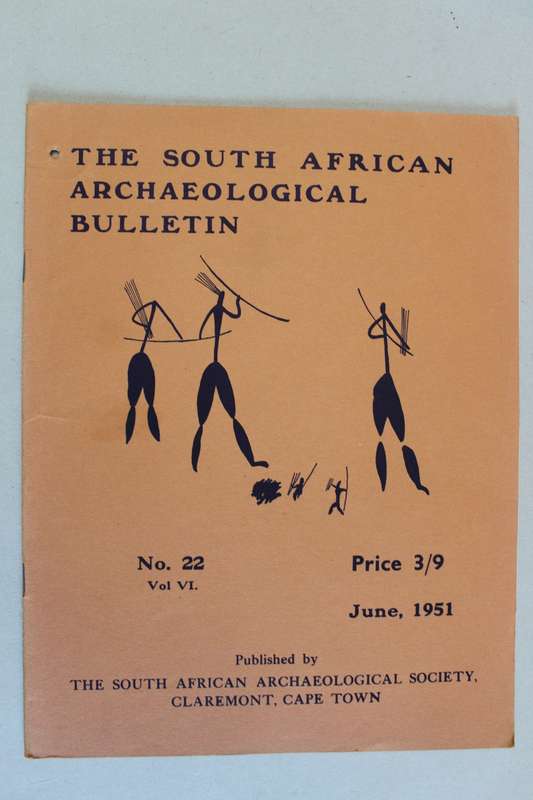 THE SOUTH AFRICAN
ARCHAEOLOGICAL
BULLETIN
No. 22
Vol VI.
Price 3/9
June, 1951
Published by
THE SOUTH AFRICAN ARCHAEOLOGICAL SOCIETY,
CLAREMONT, CAPE TOWN